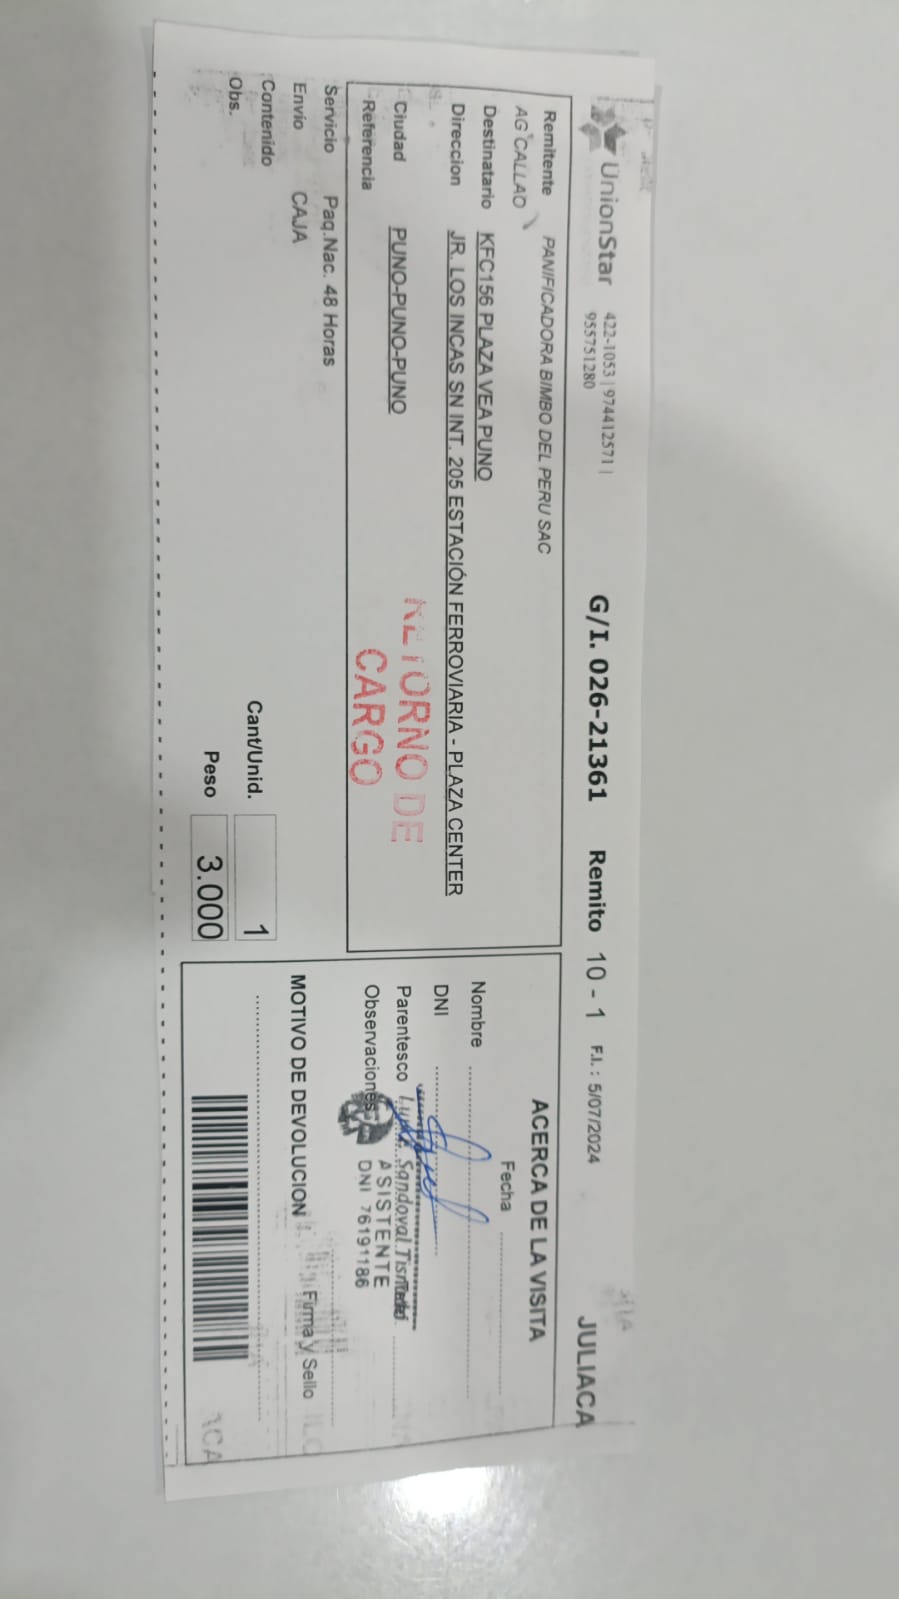 UnionStar 422-1053 | 974412571 |
955751280
G/I. 026-21361 Remito 10 - 1 F.I. : 5/07/2024 JULIACA
Remitente PANIFICADORA BIMBO DEL PERU SAC
AG CALLAO
Destinatario KFC156 PLAZA VEA PUNO
Direccion JR. LOS INCAS SN INT. 205 ESTACIÓN FERROVIARIA - PLAZA CENTER
Ciudad PUNO-PUNO-PUNO
Referencia
RETORNO DE
CARGO
Servicio Paq.Nac. 48 Horas
Envio CAJA
Contenido
Obs.
Cant/Unid. 1
Peso 3.000
ACERCA DE LA VISITA
Fecha
Nombre
DNI
Parentesco
Sandoval
Observaciones
ASISTENTE
DNI 76191186
MOTIVO DE DEVOLUCION
Firma y Sello